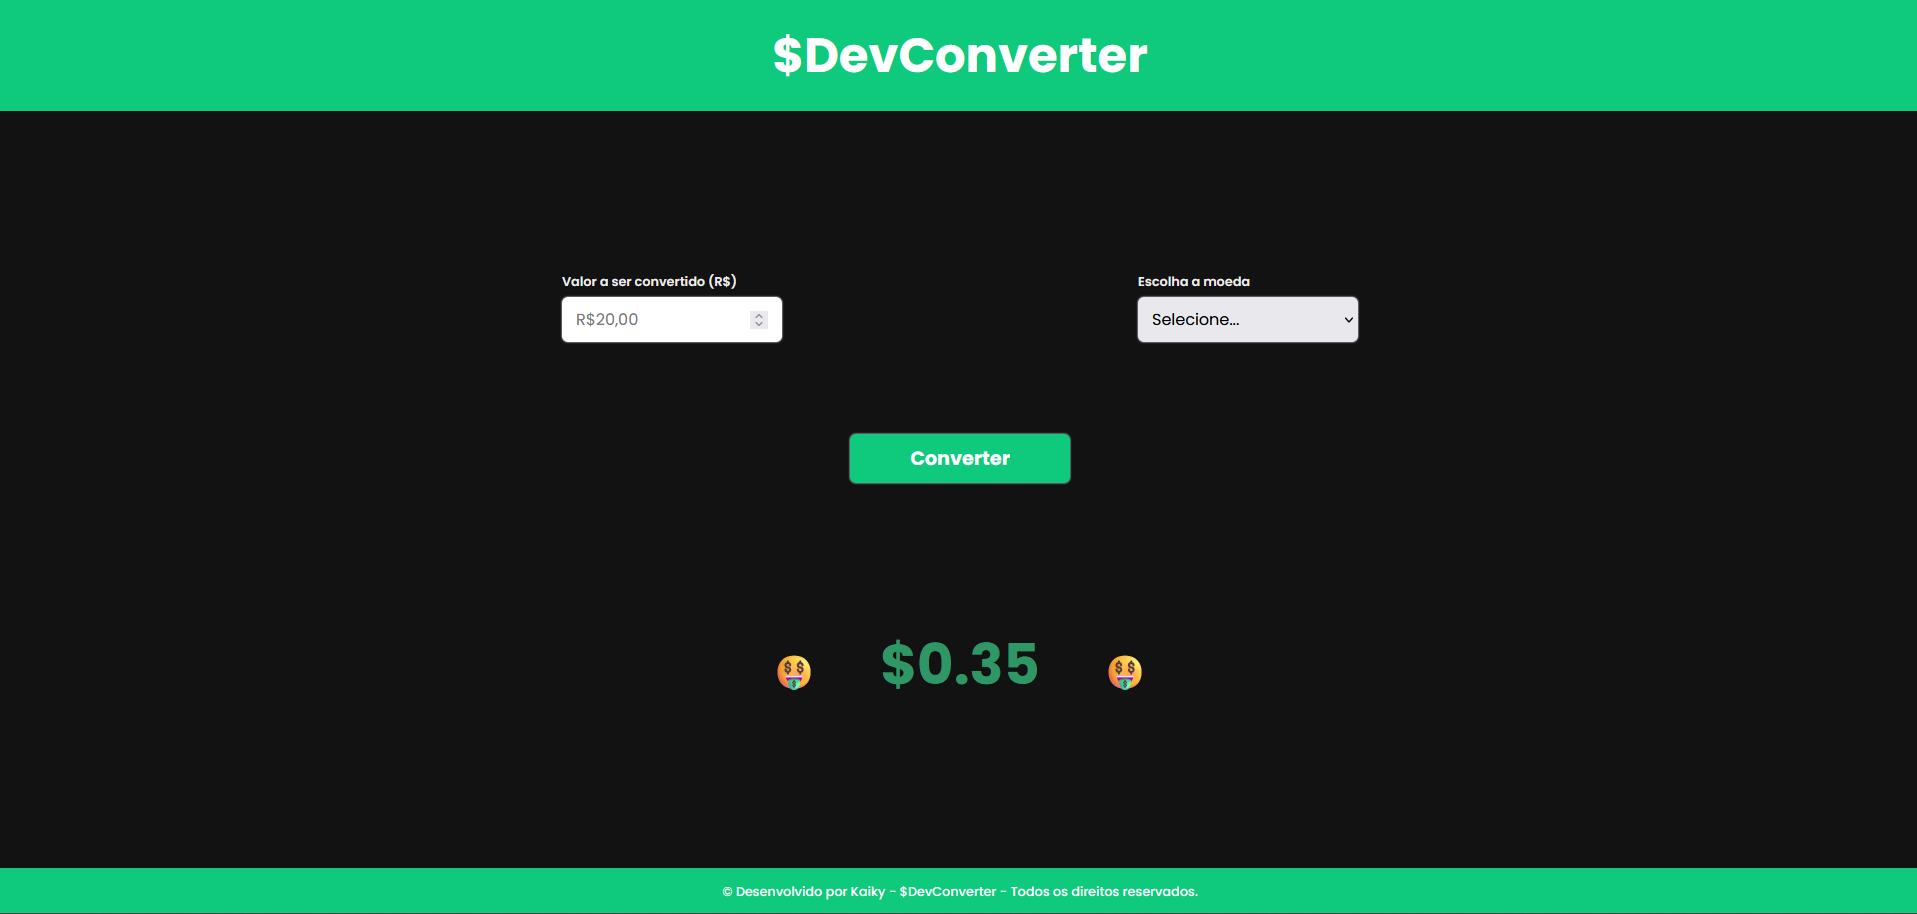 $DevConverter
Valor a ser convertido (R$)
Escolha a moeda
R$20,00
Selecione...
Converter
$0.35
© Desenvolvido por Kaiky - $DevConverter - Todos os direitos reservados.